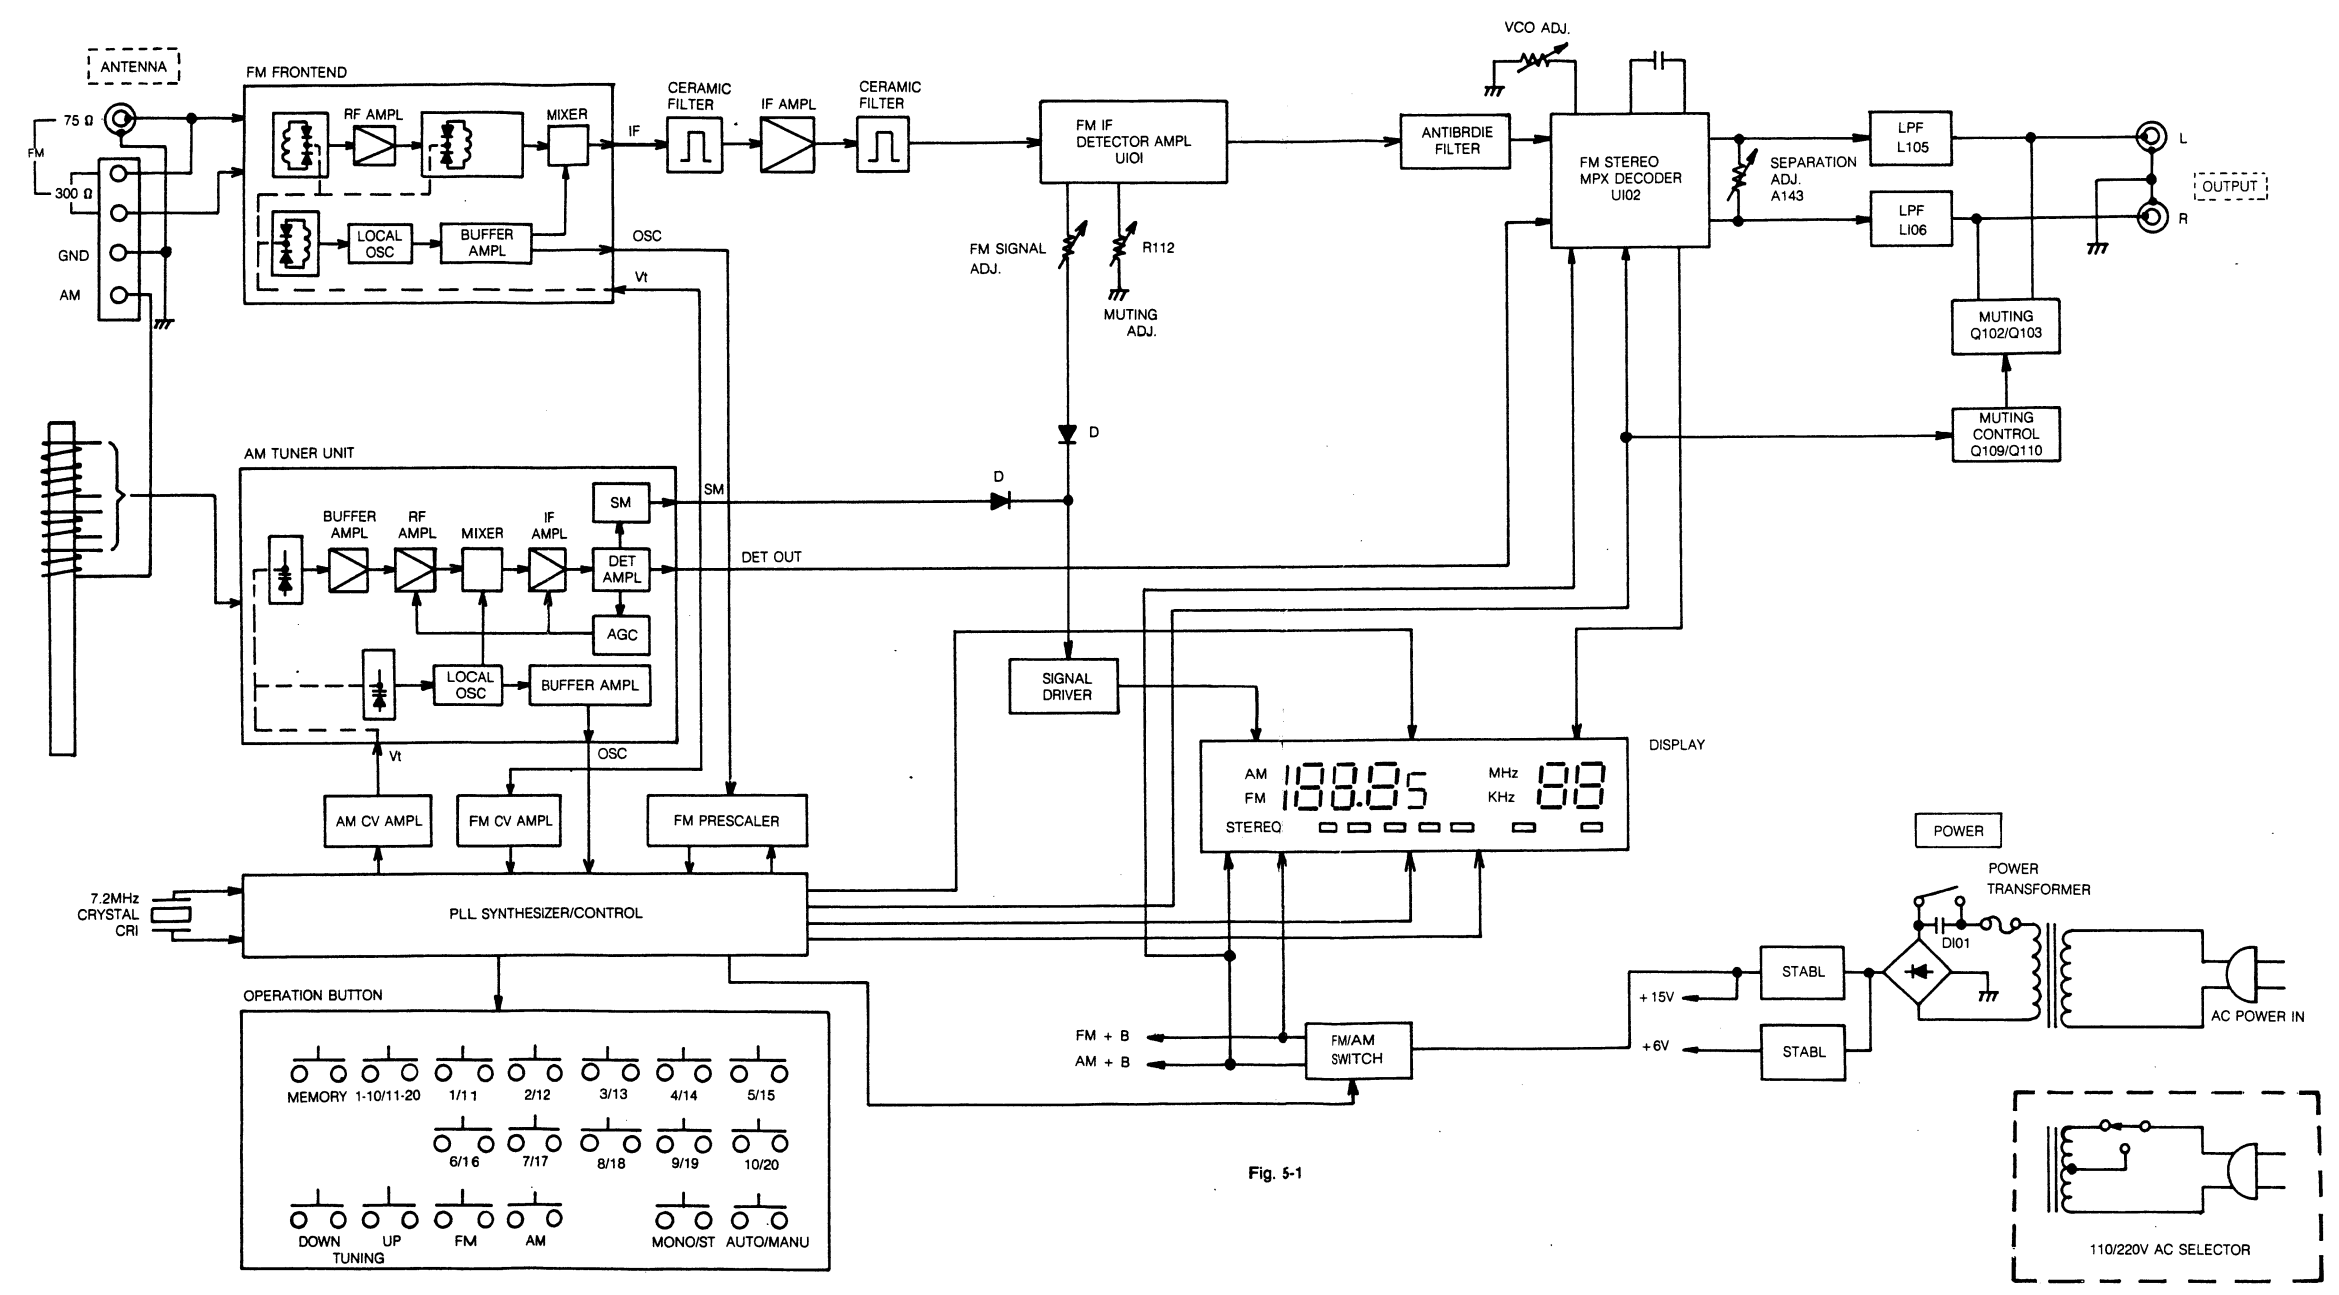 VCO ADJ.
ANTENNA
FM FRONTEND
75 Ω
FM
300 Ω
GND
AM
RF AMPL
MIXER
LOCAL
OSC
BUFFER
AMPL
IF
OSC
Vt
CERAMIC
FILTER
IF AMPL
CERAMIC
FILTER
FM IF
DETECTOR AMPL
U1O1
FM SIGNAL
ADJ.
R112
MUTING
ADJ.
ANTIBRDIE
FILTER
FM STEREO
MPX DECODER
U102
SEPARATION
ADJ.
A143
LPF
L105
LPF
L106
L
R
OUTPUT
MUTING
Q102/Q103
MUTING
CONTROL
Q109/Q110
D
D
AM TUNER UNIT
BUFFER
AMPL
RF
AMPL
MIXER
IF
AMPL
SM
DET
AMPL
AGC
LOCAL
OSC
BUFFER AMPL
SM
DET OUT
Vt
OSC
SIGNAL
DRIVER
DISPLAY
AM
FM
188.85
MHz
KHz
88
STEREO
AM CV AMPL
FM CV AMPL
FM PRESCALER
7.2MHz
CRYSTAL
CRI
PLL SYNTHESIZER/CONTROL
POWER
POWER
TRANSFORMER
D101
STABL
+ 15V
STABL
+6V
AC POWER IN
FM + B
AM + B
FM/AM
SWITCH
OPERATION BUTTON
MEMORY 1-10/11-20 1/11 2/12 3/13 4/14 5/15
6/16 7/17 8/18 9/19 10/20
DOWN UP FM AM MONO/ST AUTO/MANU
TUNING
Fig. 5-1
110/220V AC SELECTOR